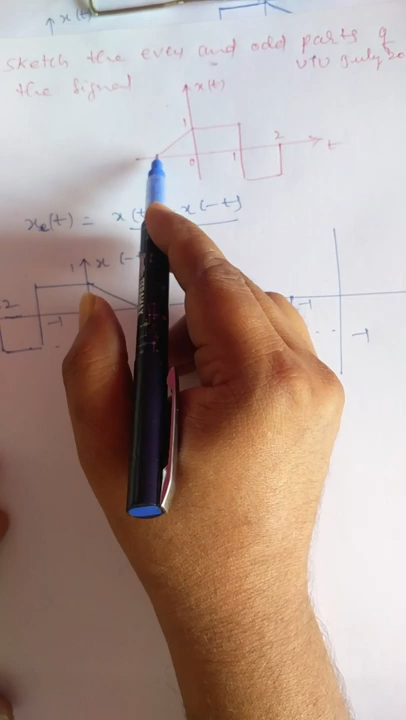 x(t)
Sketch the even and odd parts of
the signal VTU July 20
x(t)
1
0 1 2 t
xe(t) = x(t x(-t)
1 x(-
-2 -1 -1
-1